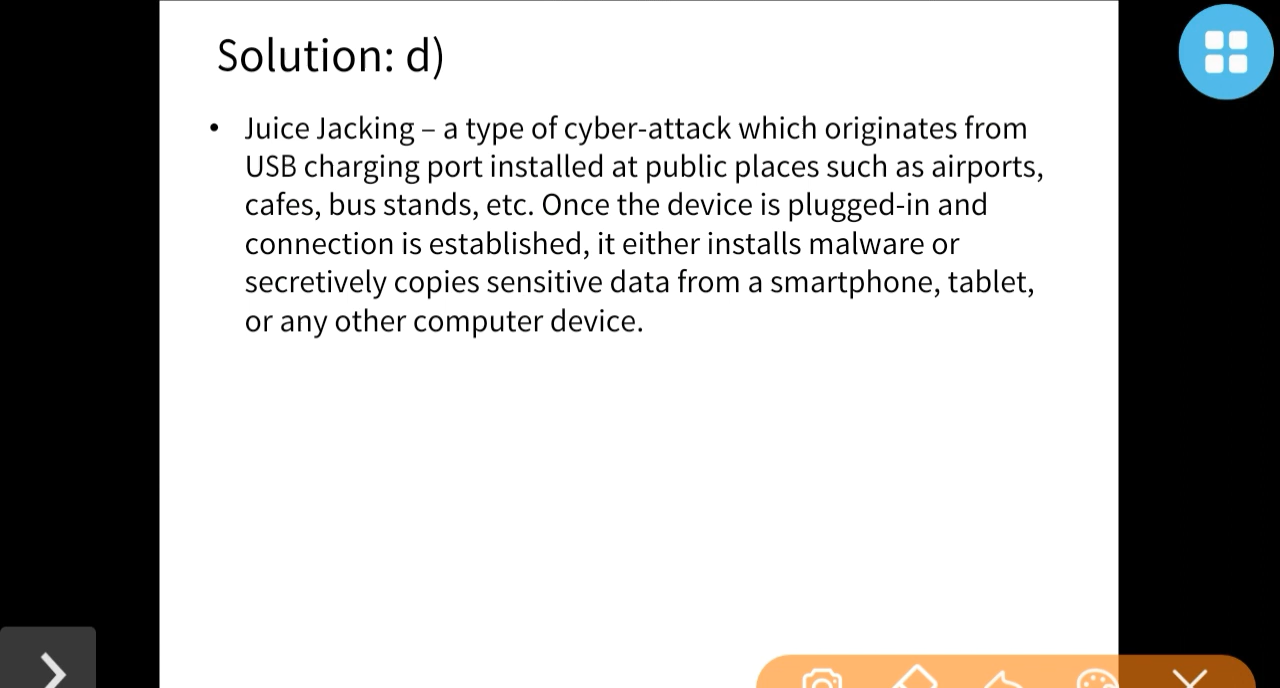 Solution: d)
• Juice Jacking – a type of cyber-attack which originates from
USB charging port installed at public places such as airports,
cafes, bus stands, etc. Once the device is plugged-in and
connection is established, it either installs malware or
secretively copies sensitive data from a smartphone, tablet,
or any other computer device.